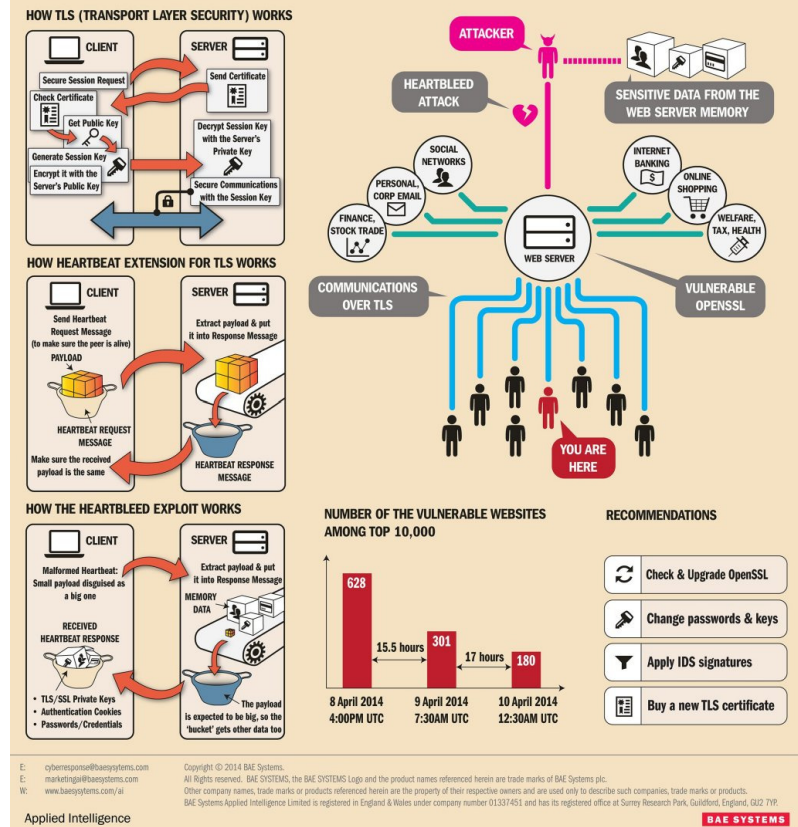 HOW TLS (TRANSPORT LAYER SECURITY) WORKS
CLIENT
SERVER
Secure Session Request
Send Certificate
Check Certificate
Get Public Key
Decrypt Session Key
with the Server's
Private Key
Generate Session Key
Encrypt it with the
Server's Public Key
Secure Communications
with the Session Key
HOW HEARTBEAT EXTENSION FOR TLS WORKS
CLIENT
SERVER
Send Heartbeat
Request Message
(to make sure the peer is alive)
PAYLOAD
Extract payload & put
it into Response Message
HEARTBEAT REQUEST
MESSAGE
Make sure the received
payload is the same
HEARTBEAT RESPONSE
MESSAGE
HOW THE HEARTBLEED EXPLOIT WORKS
CLIENT
SERVER
Malformed Heartbeat:
Small payload disguised as
a big one
Extract payload & put
it into Response Message
MEMORY
DATA
RECEIVED
HEARTBEAT RESPONSE
• TLS/SSL Private Keys
• Authentication Cookies
• Passwords/Credentials
The payload
is expected to be big, so the
'bucket' gets other data too
ATTACKER
HEARTBLEED
ATTACK
SENSITIVE DATA FROM THE
WEB SERVER MEMORY
SOCIAL
NETWORKS
PERSONAL,
CORP EMAIL
FINANCE,
STOCK TRADE
INTERNET
BANKING
$
ONLINE
SHOPPING
WELFARE,
TAX, HEALTH
WEB SERVER
COMMUNICATIONS
OVER TLS
VULNERABLE
OPENSSL
YOU ARE
HERE
NUMBER OF THE VULNERABLE WEBSITES
AMONG TOP 10,000
628
15.5 hours
301
17 hours
180
8 April 2014
4:00PM UTC
9 April 2014
7:30AM UTC
10 April 2014
12:30AM UTC
RECOMMENDATIONS
Check & Upgrade OpenSSL
Change passwords & keys
Apply IDS signatures
Buy a new TLS certificate
E: cyberresponse@baesysytems.com
E: marketingai@baesystems.com
W: www.baesysytems.com/ai
Copyright © 2014 BAE Systems.
All Rights reserved. BAE SYSTEMS, the BAE SYSTEMS Logo and the product names referenced herein are trade marks of BAE Systems plc.
Other company names, trade marks or products referenced herein are the property of their respective owners and are used only to describe such companies, trade marks or products.
BAE Systems Applied Intelligence Limited is registered in England & Wales under company number 01337451 and has its registered office at Surrey Research Park, Guildford, England, GU2 7YP.
Applied Intelligence
BAE SYSTEMS